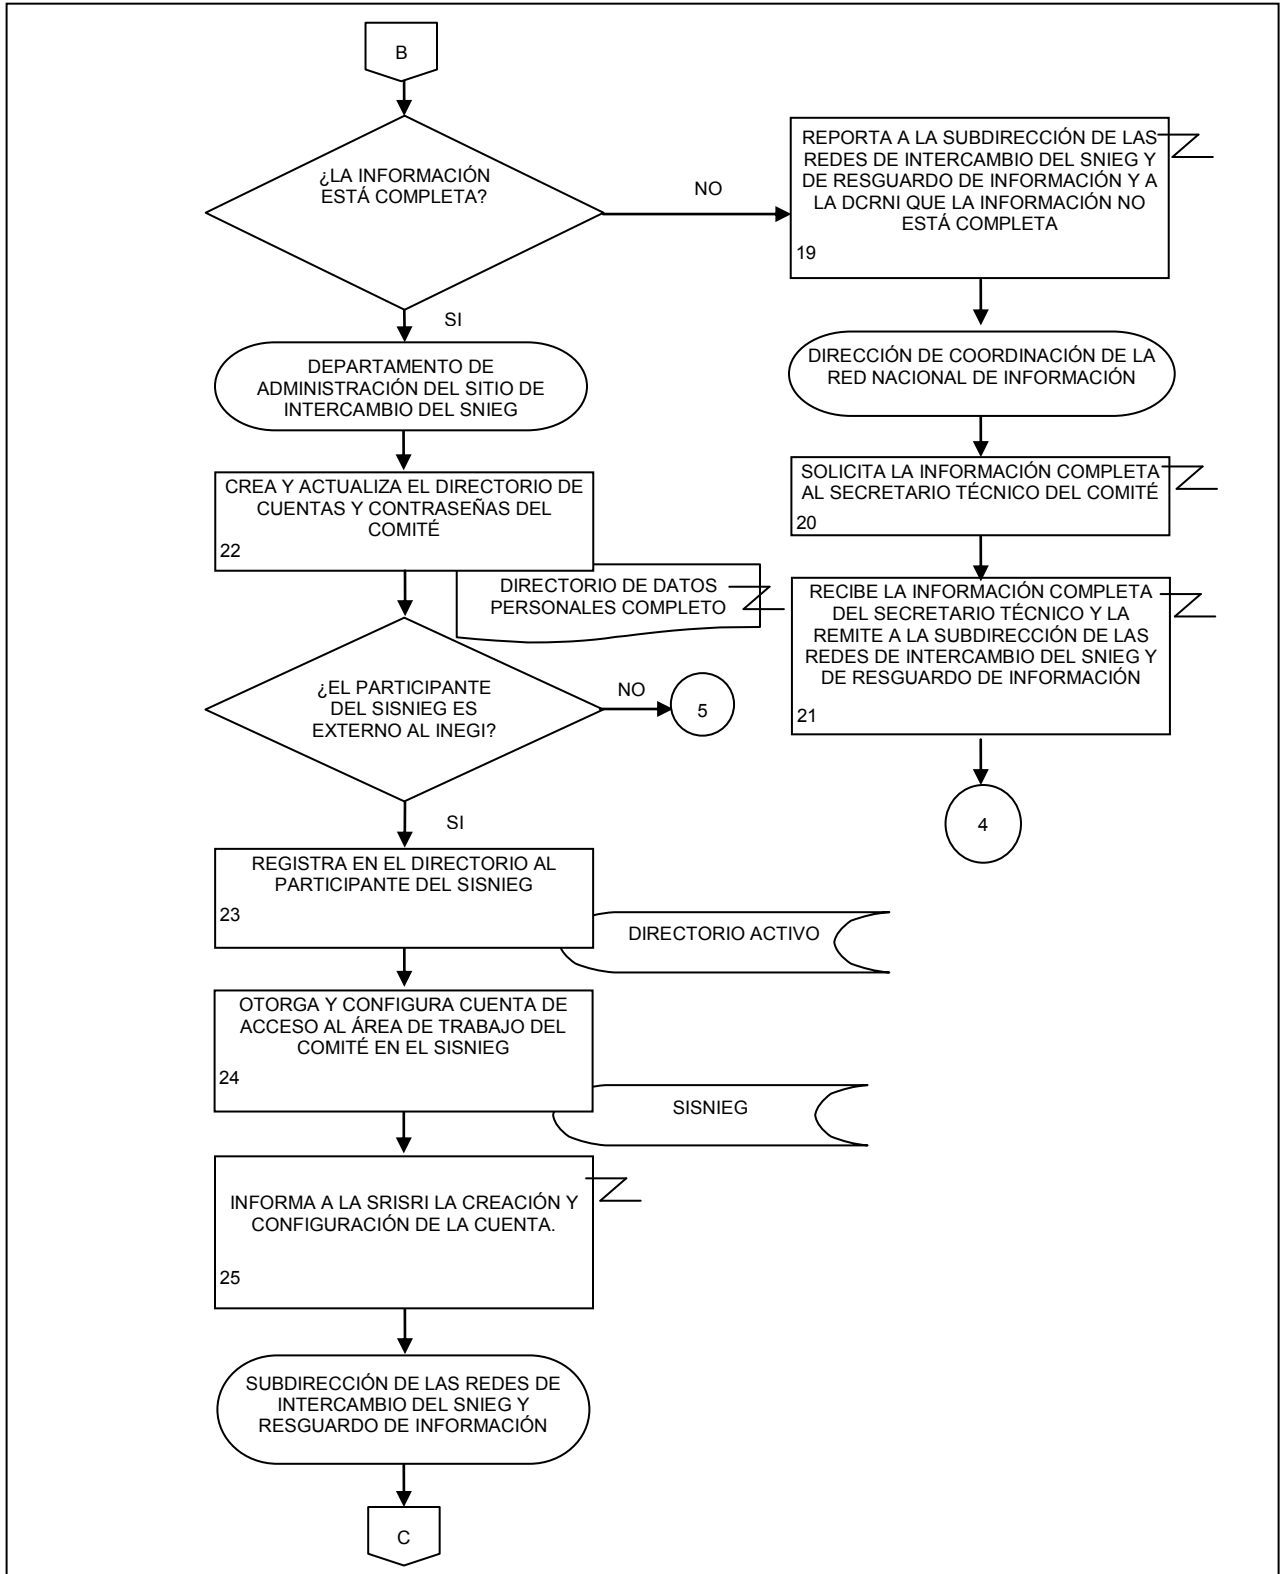 B
¿LA INFORMACIÓN
ESTÁ COMPLETA?
NO
REPORTA A LA SUBDIRECCIÓN DE LAS
REDES DE INTERCAMBIO DEL SNIEG Y
DE RESGUARDO DE INFORMACIÓN Y A
LA DCRNI QUE LA INFORMACIÓN NO
ESTÁ COMPLETA
19
SI
DIRECCIÓN DE COORDINACIÓN DE LA
RED NACIONAL DE INFORMACIÓN
SOLICITA LA INFORMACIÓN COMPLETA
AL SECRETARIO TÉCNICO DEL COMITÉ
20
RECIBE LA INFORMACIÓN COMPLETA
DEL SECRETARIO TÉCNICO Y LA
REMITE A LA SUBDIRECCIÓN DE LAS
REDES DE INTERCAMBIO DEL SNIEG Y
DE RESGUARDO DE INFORMACIÓN
21
4
DEPARTAMENTO DE
ADMINISTRACIÓN DEL SITIO DE
INTERCAMBIO DEL SNIEG
CREA Y ACTUALIZA EL DIRECTORIO DE
CUENTAS Y CONTRASEÑAS DEL
COMITÉ
22
DIRECTORIO DE DATOS
PERSONALES COMPLETO
¿EL PARTICIPANTE
DEL SISNIEG ES
EXTERNO AL INEGI?
NO
5
SI
REGISTRA EN EL DIRECTORIO AL
PARTICIPANTE DEL SISNIEG
23
DIRECTORIO ACTIVO
OTORGA Y CONFIGURA CUENTA DE
ACCESO AL ÁREA DE TRABAJO DEL
COMITÉ EN EL SISNIEG
24
SISNIEG
INFORMA A LA SRISRI LA CREACIÓN Y
CONFIGURACIÓN DE LA CUENTA.
25
SUBDIRECCIÓN DE LAS REDES DE
INTERCAMBIO DEL SNIEG Y
RESGUARDO DE INFORMACIÓN
C